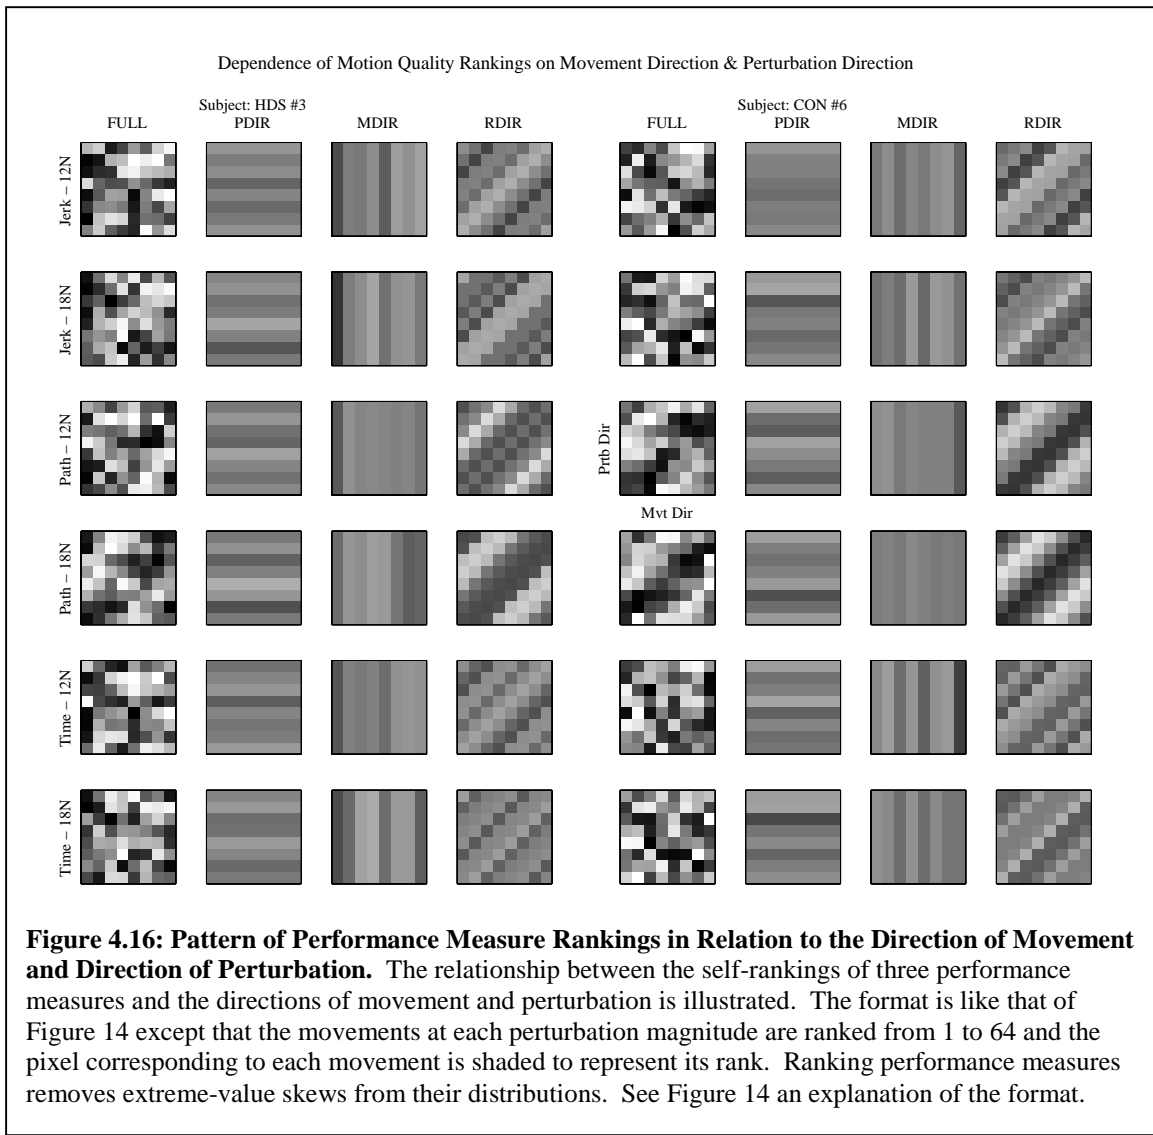 Dependence of Motion Quality Rankings on Movement Direction & Perturbation Direction
Subject: HDS #3
Subject: CON #6
FULL PDIR MDIR RDIR FULL PDIR MDIR RDIR
Jerk – 12N
Jerk – 18N
Path – 12N
Prtb Dir
Mvt Dir
Path – 18N
Time – 12N
Time – 18N
Figure 4.16: Pattern of Performance Measure Rankings in Relation to the Direction of Movement
and Direction of Perturbation. The relationship between the self-rankings of three performance
measures and the directions of movement and perturbation is illustrated. The format is like that of
Figure 14 except that the movements at each perturbation magnitude are ranked from 1 to 64 and the
pixel corresponding to each movement is shaded to represent its rank. Ranking performance measures
removes extreme-value skews from their distributions. See Figure 14 an explanation of the format.